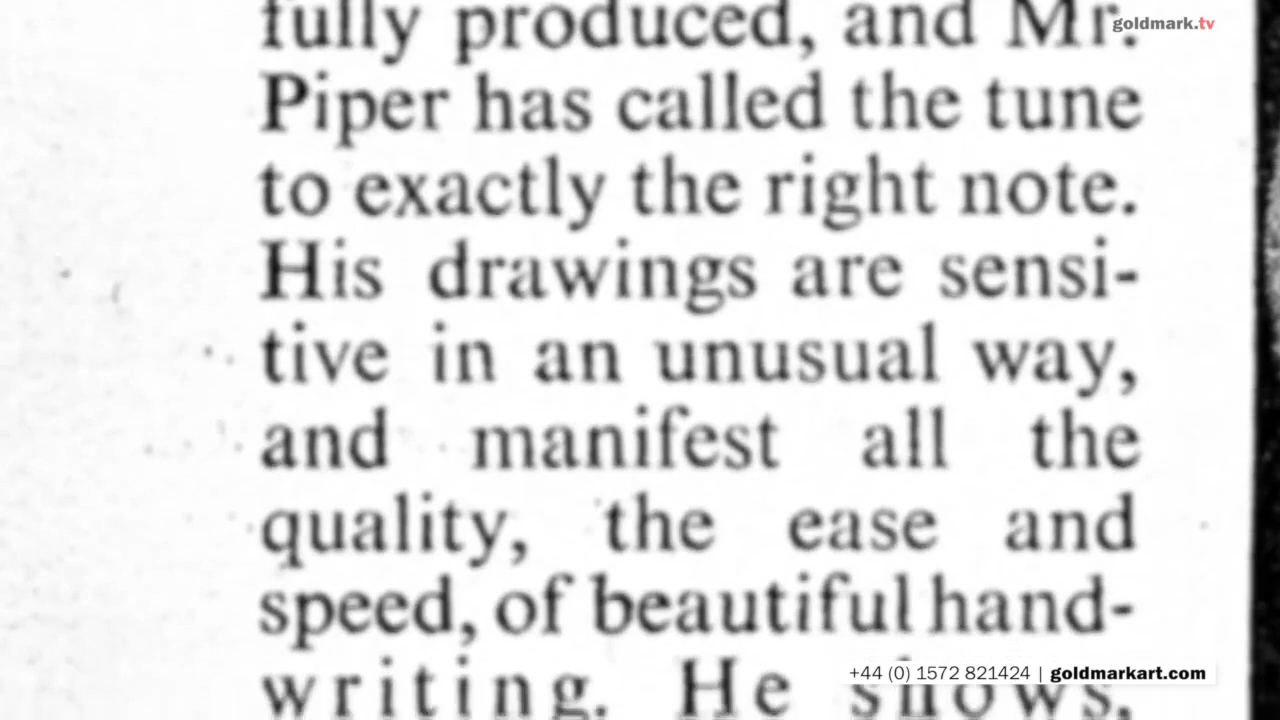 goldmark.tv
fully produced, and Mr.
Piper has called the tune
to exactly the right note.
His drawings are sensi-
tive in an unusual way,
and manifest all the
quality, the ease and
speed, of beautiful hand-
writing. He shows,
+44 (0) 1572 821424 | goldmarkart.com